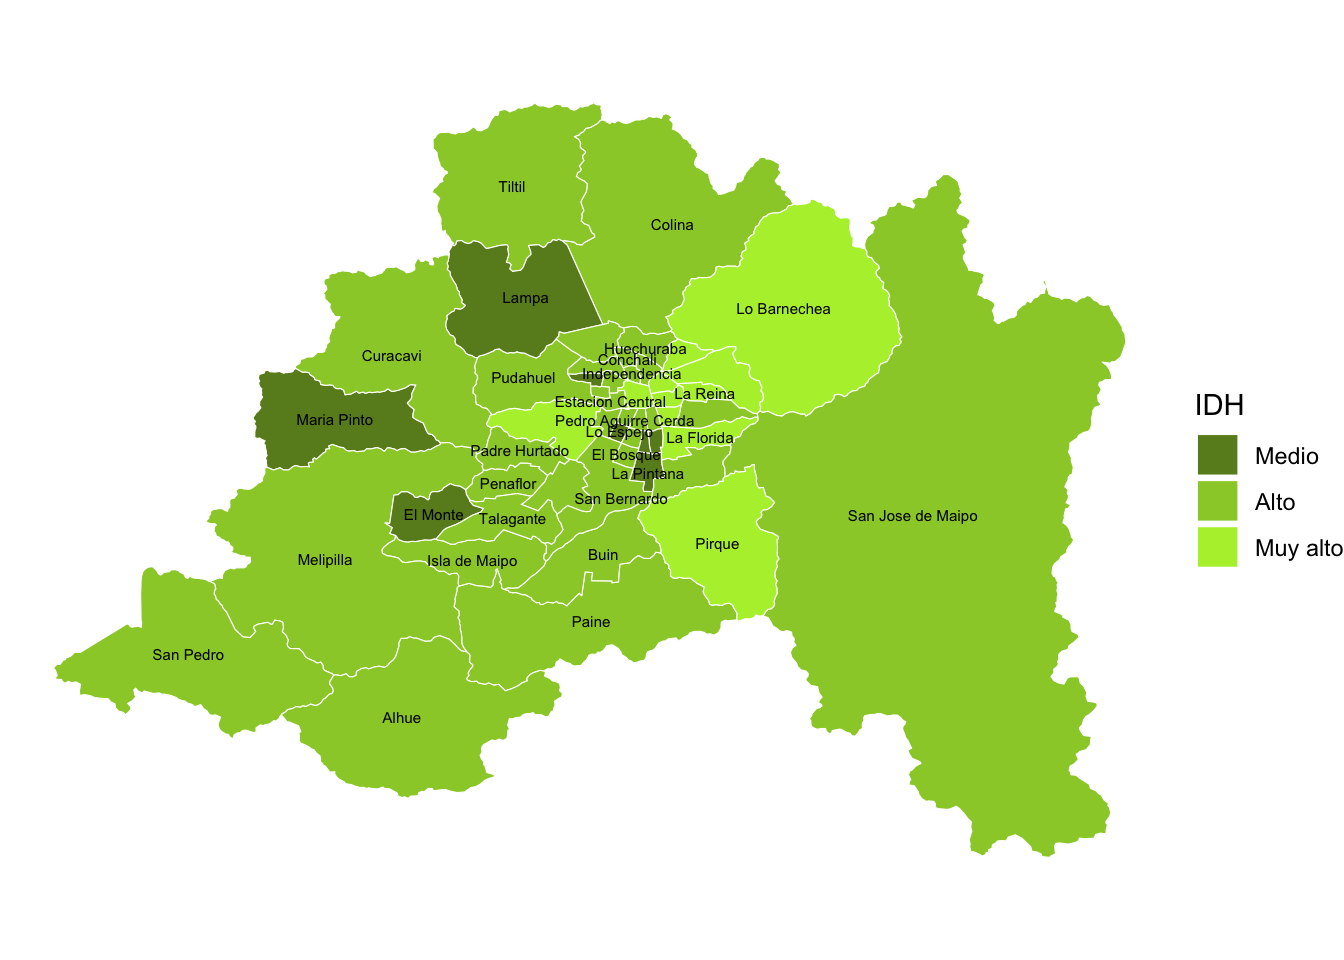 Tiltil
Colina
Lampa
Lo Barnechea
Huechuraba
Curacavi
Conchali
Pudahuel
Independencia
La Reina
Estacion Central
Maria Pinto
Pedro Aguirre Cerda
Lo Espejo
La Florida
Padre Hurtado
El Bosque
La Pintana
Penaflor
San Bernardo
El Monte
Talagante
San Jose de Maipo
Pirque
Buin
Melipilla
Isla de Maipo
Paine
San Pedro
Alhue
IDH
Medio
Alto
Muy alto